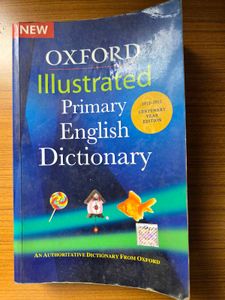 NEW
OXFORD
Illustrated
Primary
English
Dictionary
CENTENARY
YEAR
EDITION
AN AUTHORITATIVE DICTIONARY FROM OXFORD